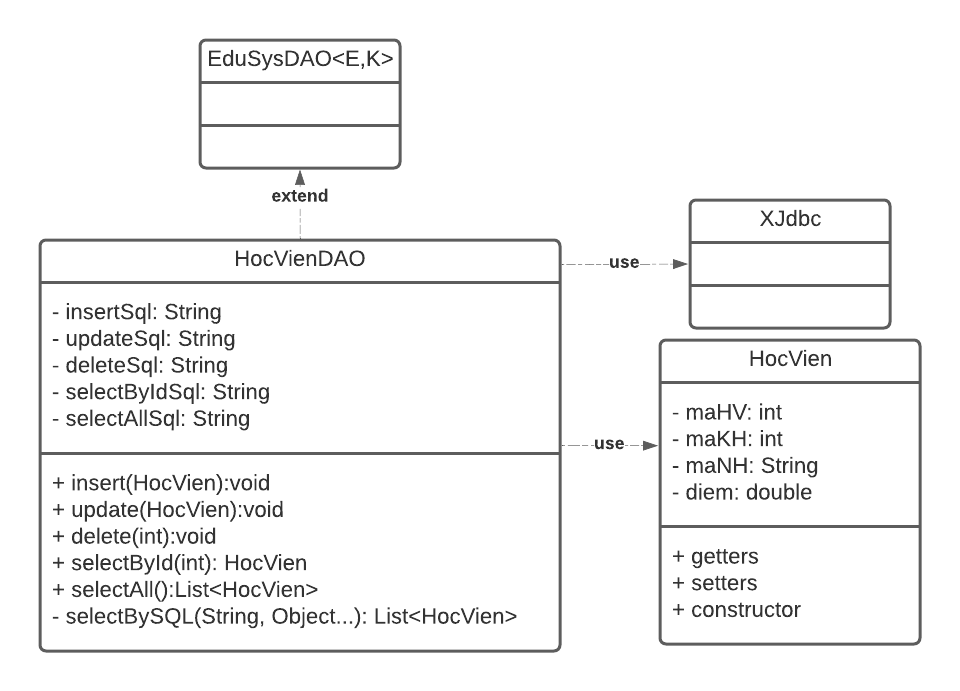 EduSysDAO<E,K>
extend
HocVienDAO
- insertSql: String
- updateSql: String
- deleteSql: String
- selectByIdSql: String
- selectAllSql: String
+ insert(HocVien):void
+ update(HocVien):void
+ delete(int):void
+ selectById(int): HocVien
+ selectAll():List<HocVien>
- selectBySQL(String, Object...): List<HocVien>
use
XJdbc
use
HocVien
- maHV: int
- maKH: int
- maNH: String
- diem: double
+ getters
+ setters
+ constructor